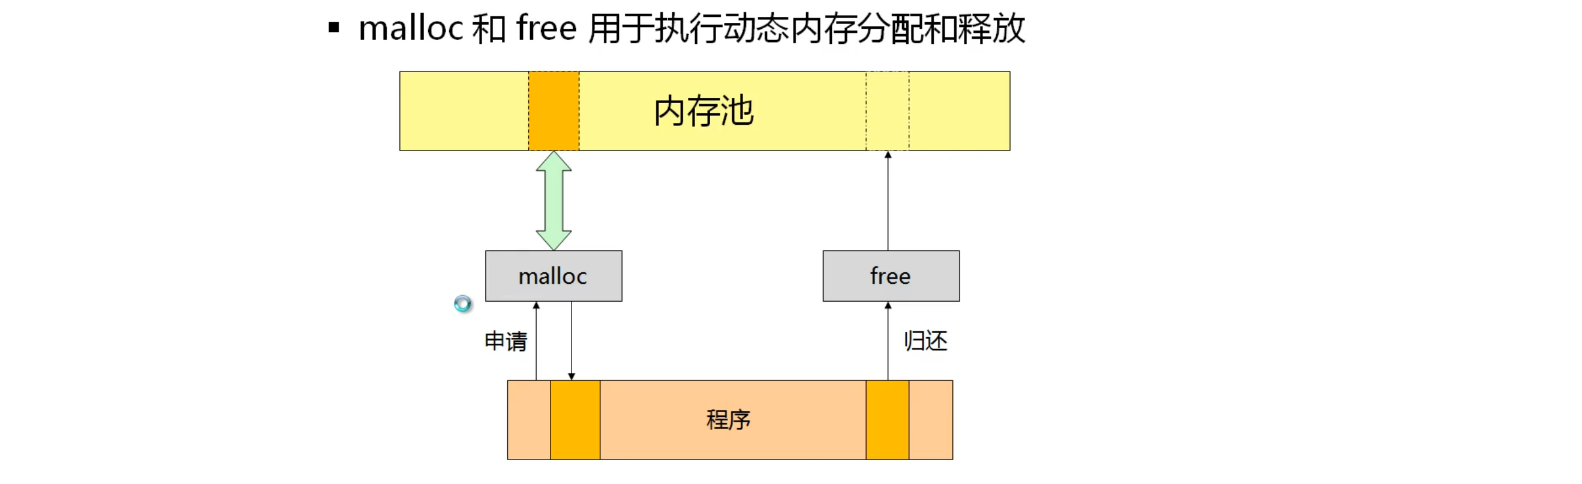 ▪ malloc 和 free 用于执行动态内存分配和释放
内存池
malloc
free
申请
归还
程序